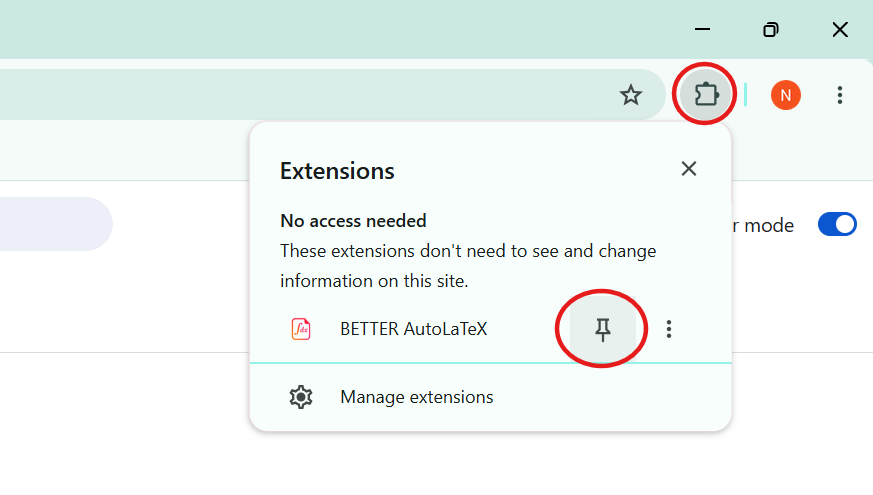 N
Extensions
No access needed
These extensions don't need to see and change
information on this site.
r mode
∫dx
BETTER AutoLaTeX
Manage extensions